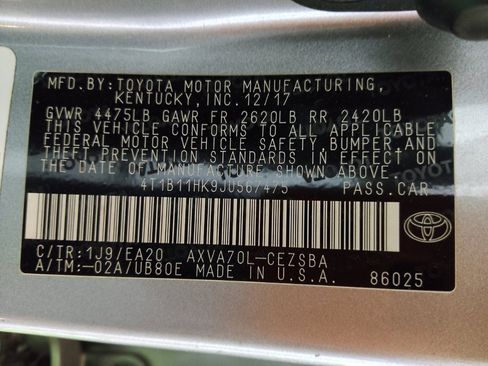 MFD.BY:TOYOTA MOTOR MANUFACTURING,
KENTUCKY,INC.12/17
GVWR 4475LB GAWR FR 2620LB RR 2420LB
THIS VEHICLE CONFORMS TO ALL APPLICABLE
FEDERAL MOTOR VEHICLE SAFETY,BUMPER,AND
THEFT PREVENTION STANDARDS IN EFFECT ON
THE DATE OF MANUFACTURE SHOWN ABOVE.
4T1B11HK9JU567475 PASS.CAR
C/TR:1J9/EA20 AXVA70L-CEZSBA
A/TM:-02A/UB80E MADE IN U.S.A. 86025